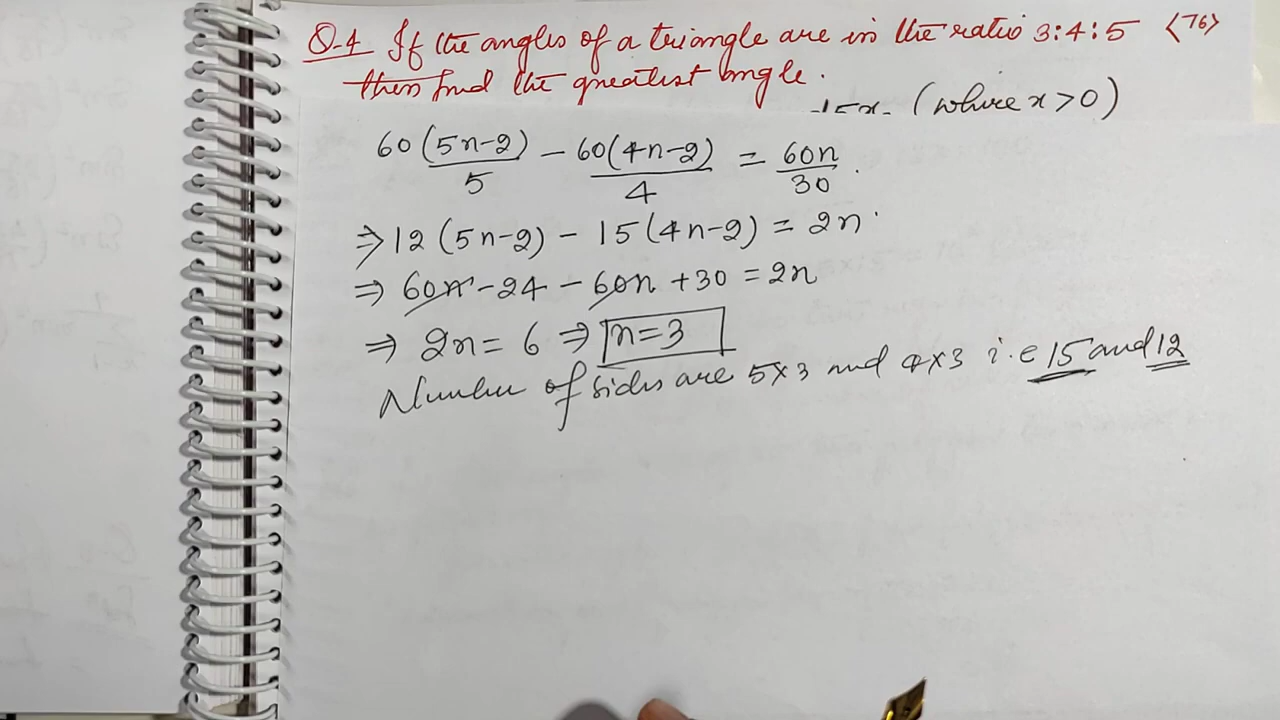 Q-4 If the angles of a triangle are in the ratio 3:4:5 <76>
then find the greatest angle.
(where x>0)
60(5n-2)/5 - 60(4n-2)/4 = 60n/30.
⇒ 12(5n-2) - 15(4n-2) = 2n
⇒ 60n - 24 - 60n + 30 = 2n
⇒ 2n = 6 ⇒ n=3
Number of sides are 5×3 and 4×3 i.e 15 and 12